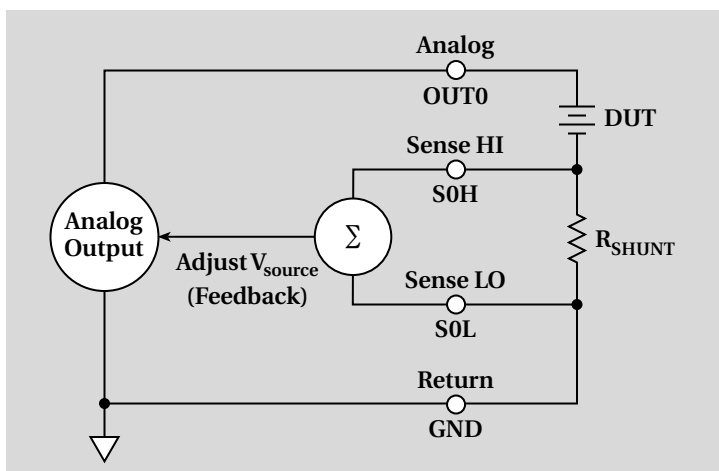 Analog
OUT0
DUT
Sense HI
S0H
Analog
Output
Σ
RSHUNT
Adjust Vsource
(Feedback)
Sense LO
S0L
Return
GND